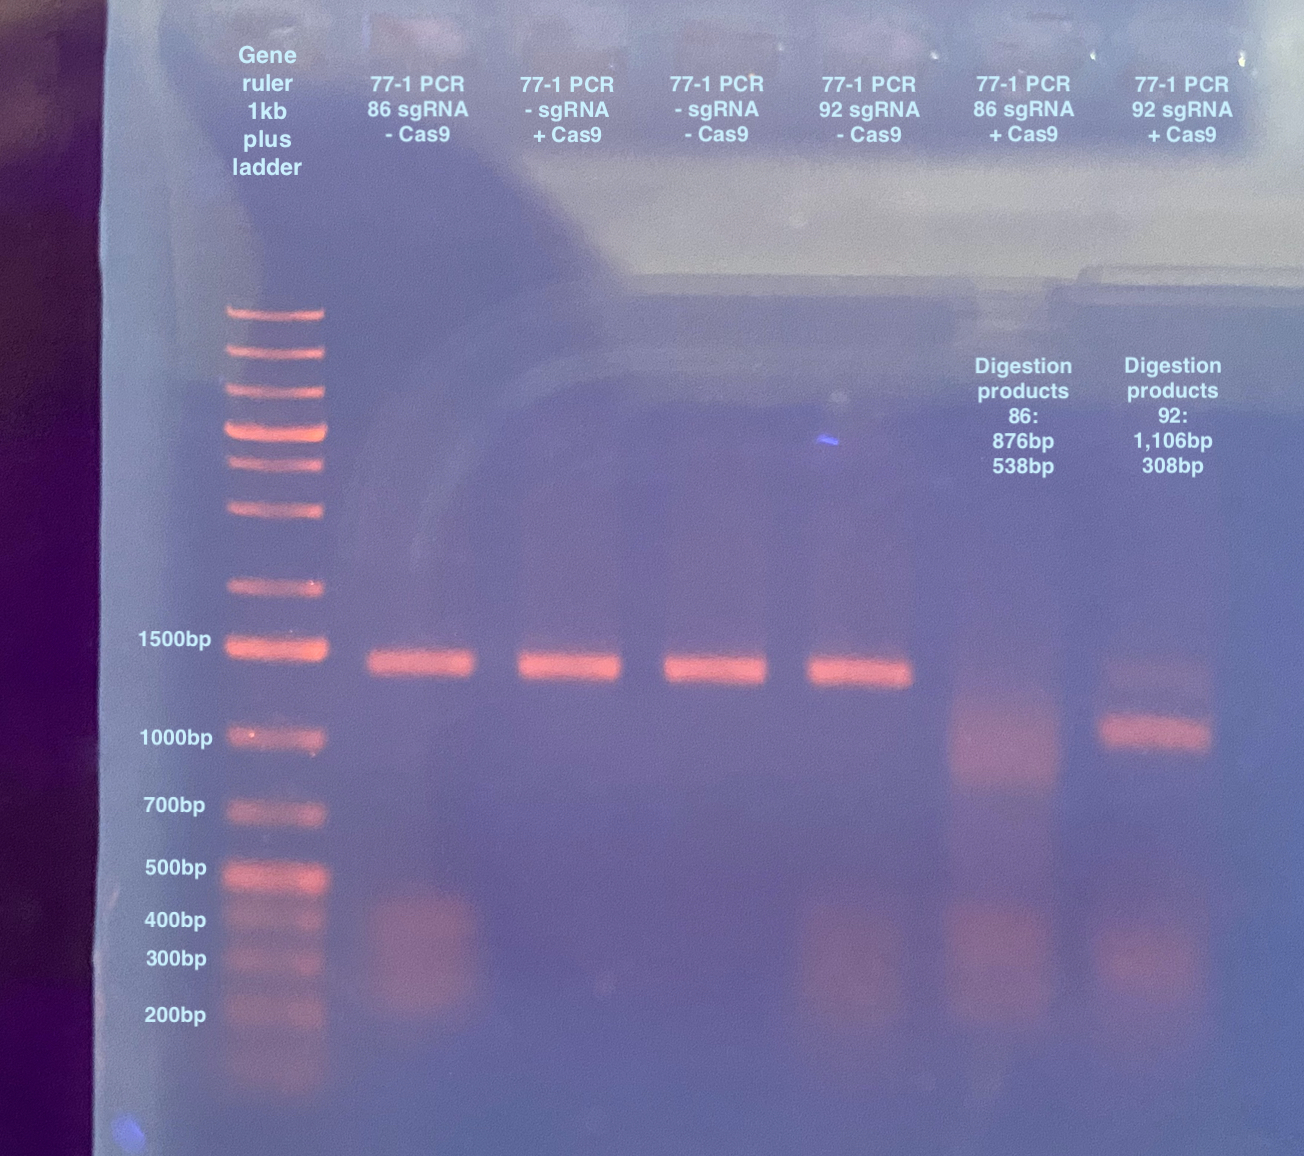 Gene
ruler
1kb
plus
ladder
77-1 PCR
86 sgRNA
- Cas9
77-1 PCR
- sgRNA
+ Cas9
77-1 PCR
- sgRNA
- Cas9
77-1 PCR
92 sgRNA
- Cas9
77-1 PCR
86 sgRNA
+ Cas9
77-1 PCR
92 sgRNA
+ Cas9
Digestion
products
86:
876bp
538bp
Digestion
products
92:
1,106bp
308bp
1500bp
1000bp
700bp
500bp
400bp
300bp
200bp